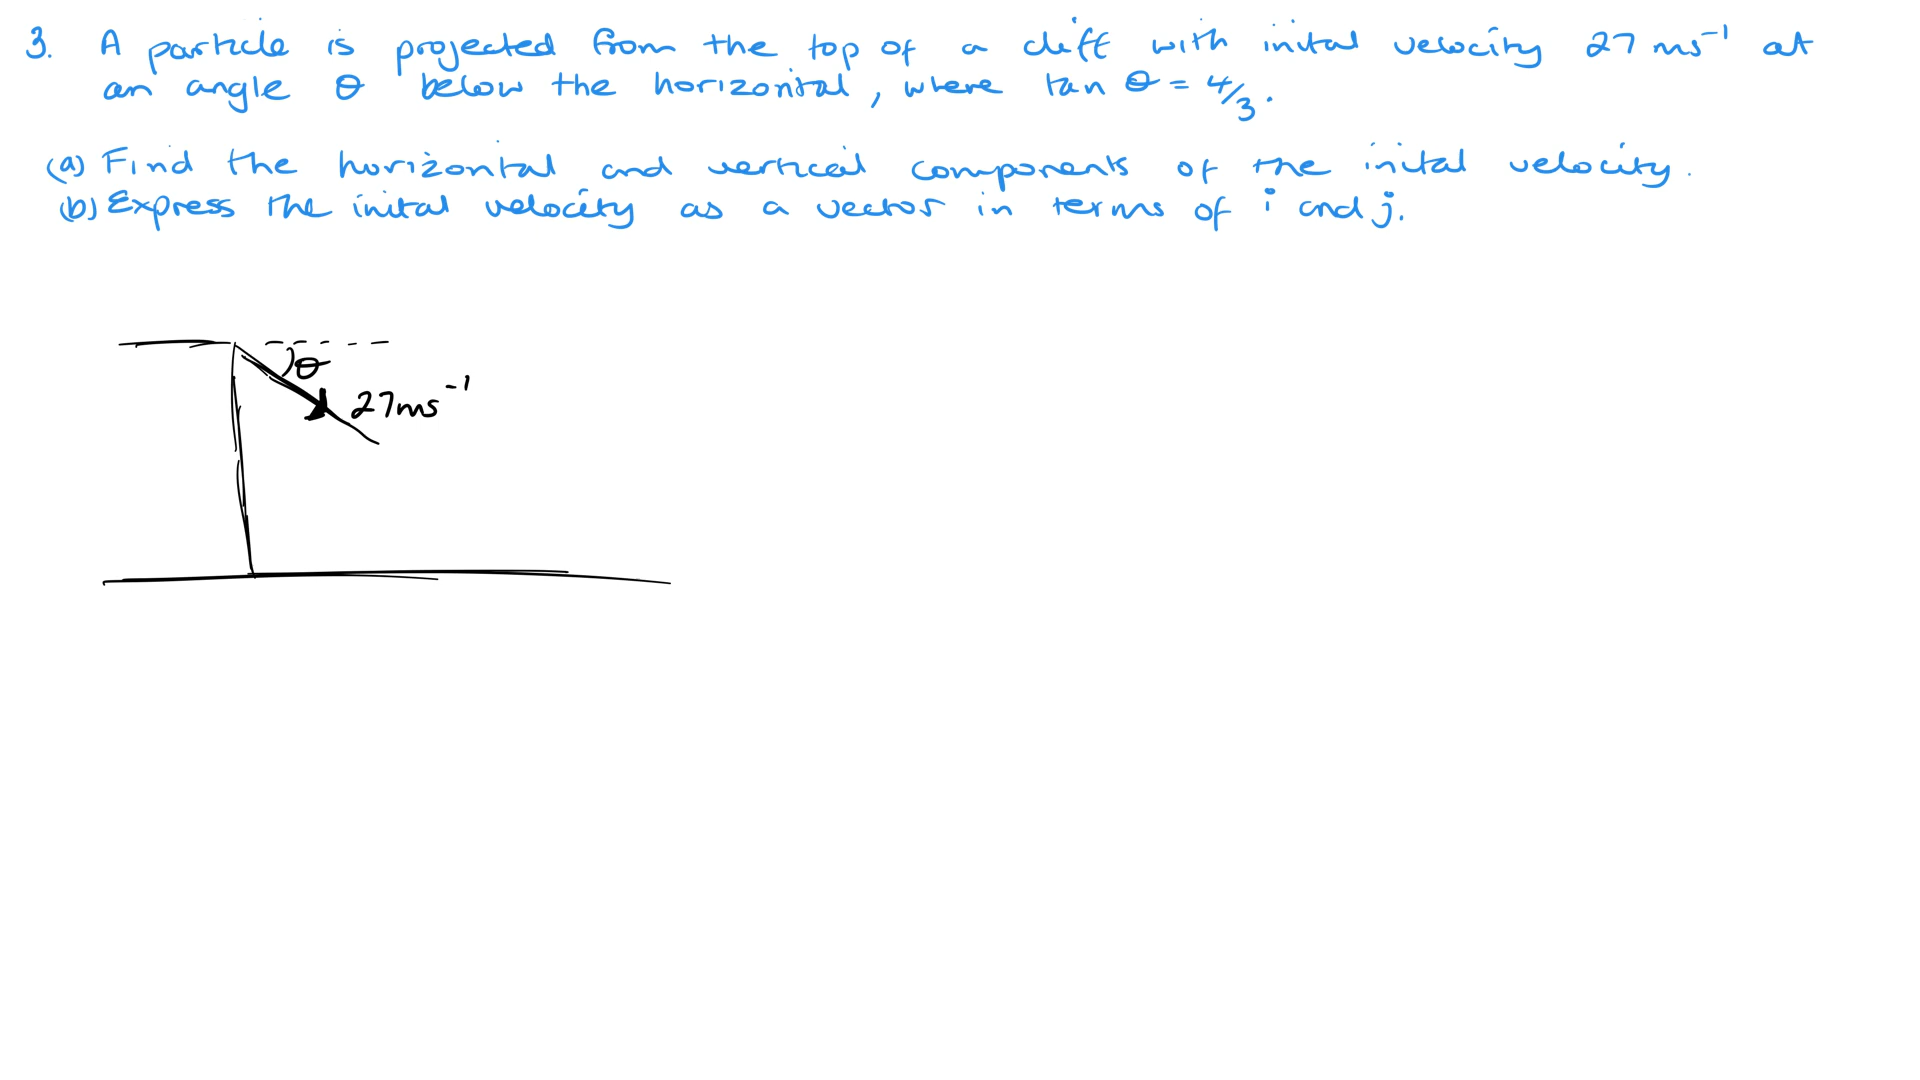 3. A particle is projected from the top of a cliff with inital velocity 27 ms⁻¹ at
an angle θ below the horizontal, where tan θ = 4/3.
(a) Find the horizontal and vertical components of the inital velocity.
(b) Express the inital velocity as a vector in terms of i and j.
θ
27ms⁻¹